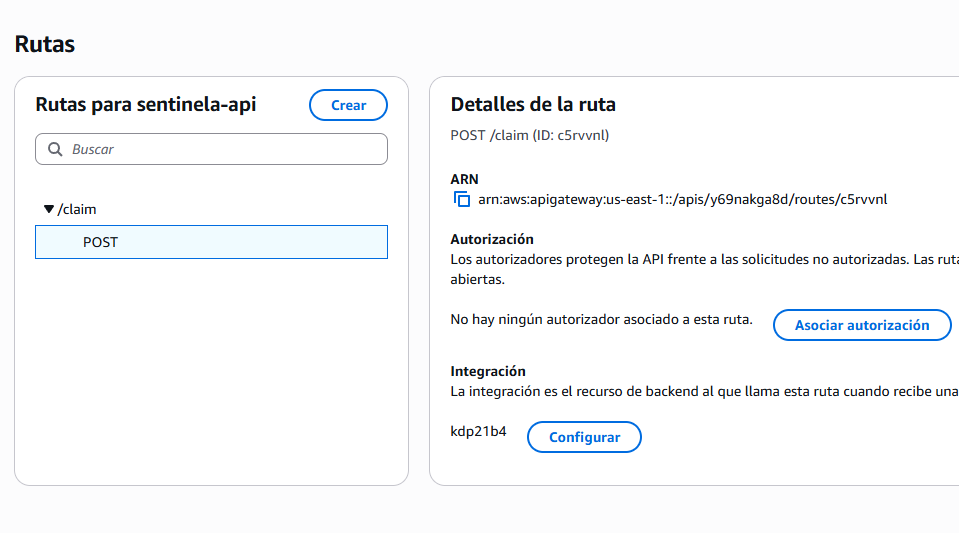 Rutas
Rutas para sentinela-api
Crear
Buscar
/claim
POST
Detalles de la ruta
POST /claim (ID: c5rvvnl)
ARN
arn:aws:apigateway:us-east-1::/apis/y69nakga8d/routes/c5rvvnl
Autorización
Los autorizadores protegen la API frente a las solicitudes no autorizadas. Las
abiertas.
No hay ningún autorizador asociado a esta ruta.
Asociar autorización
Integración
La integración es el recurso de backend al que llama esta ruta cuando recibe una
kdp21b4
Configurar